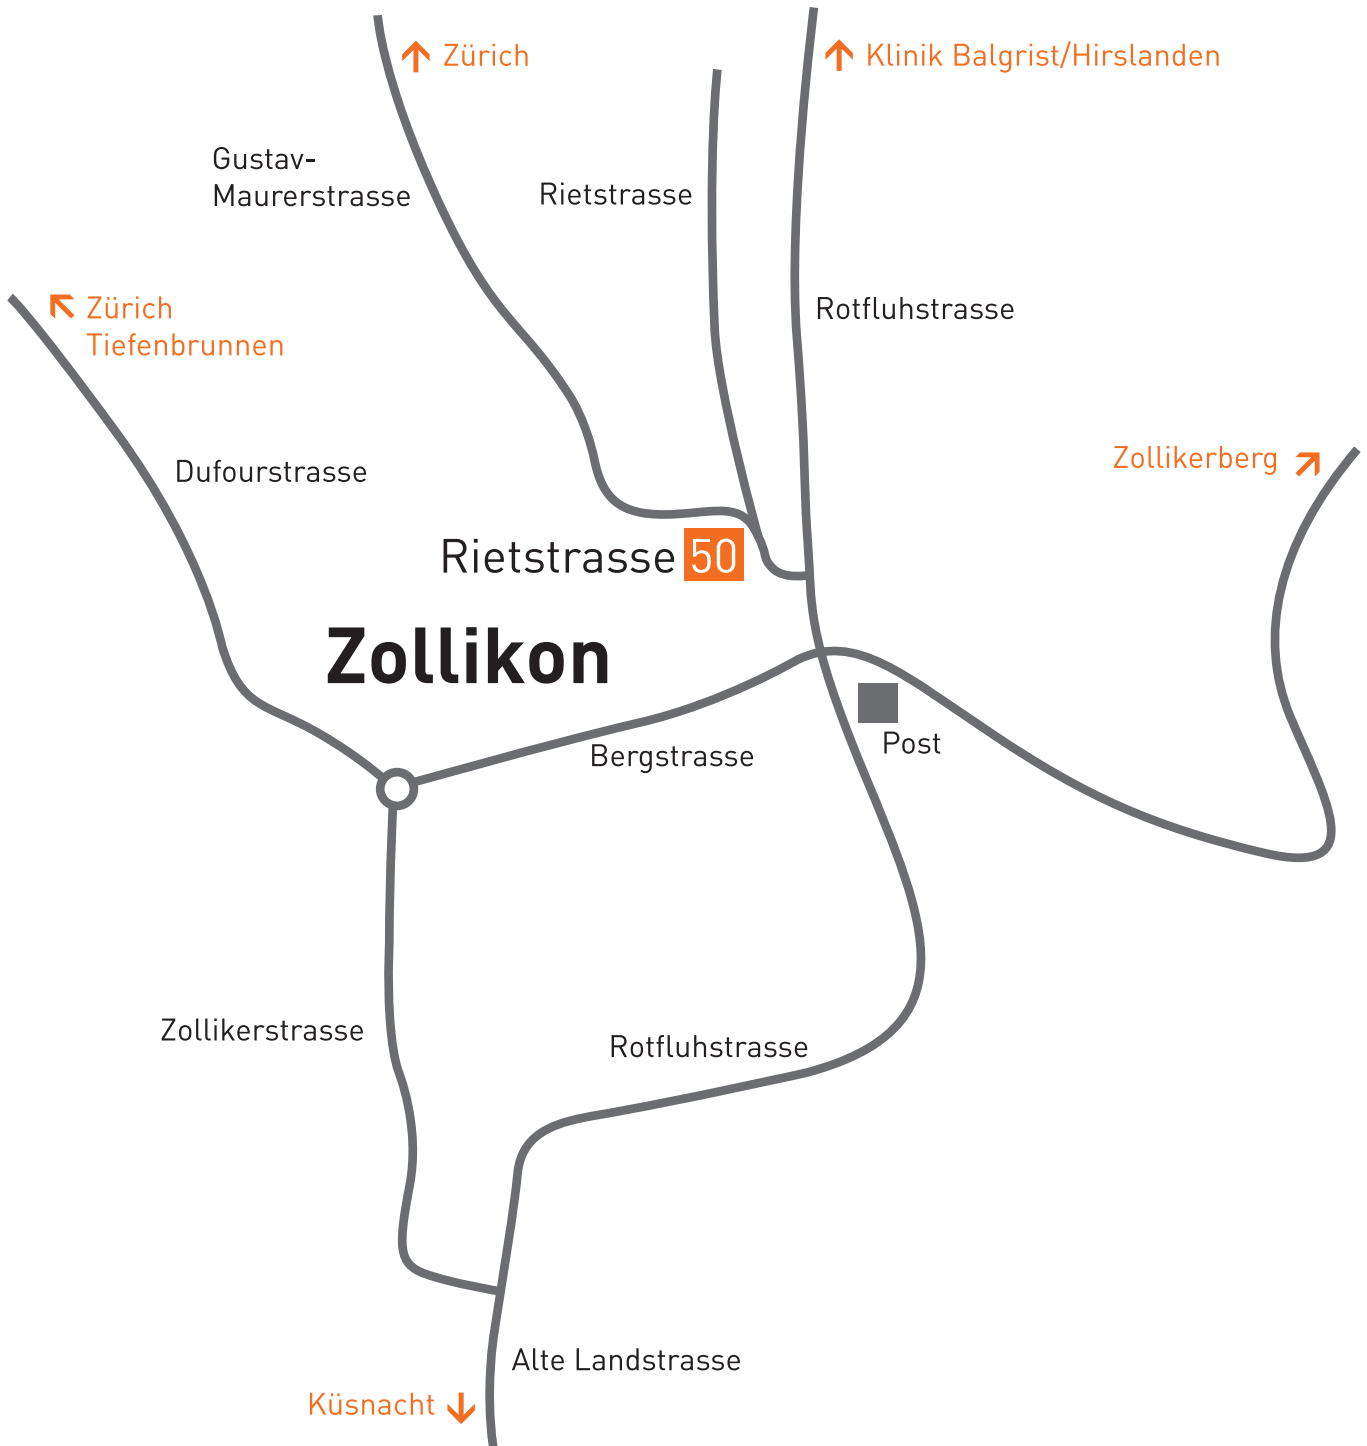 Zürich
Klinik Balgrist/Hirslanden
Gustav-
Maurerstrasse
Rietstrasse
Zürich
Tiefenbrunnen
Rotfluhstrasse
Dufourstrasse
Zollikerberg
Rietstrasse 50
Zollikon
Bergstrasse
Post
Zollikerstrasse
Rotfluhstrasse
Alte Landstrasse
Küsnacht